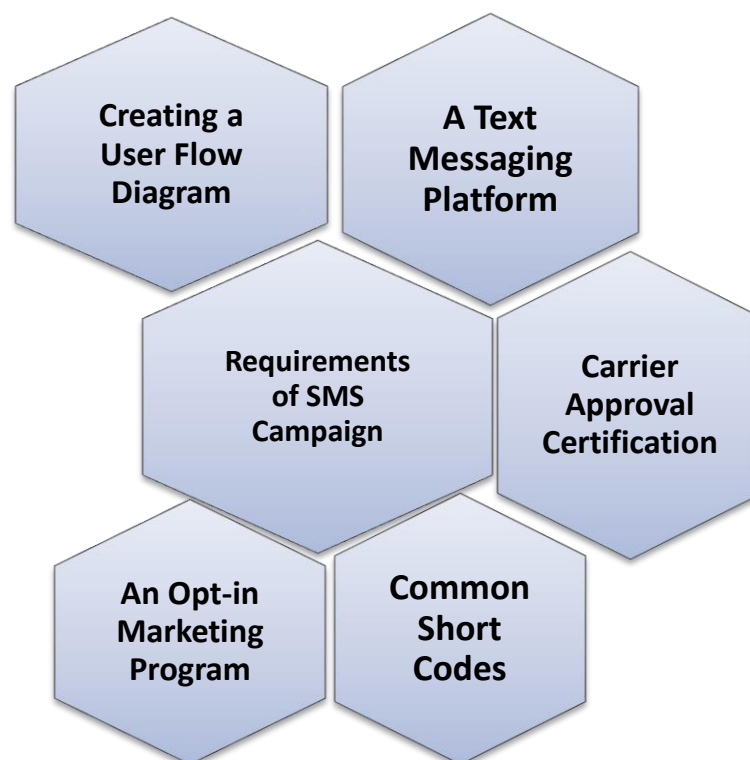 Creating a
User Flow
Diagram
A Text
Messaging
Platform
Requirements
of SMS
Campaign
Carrier
Approval
Certification
An Opt-in
Marketing
Program
Common
Short
Codes